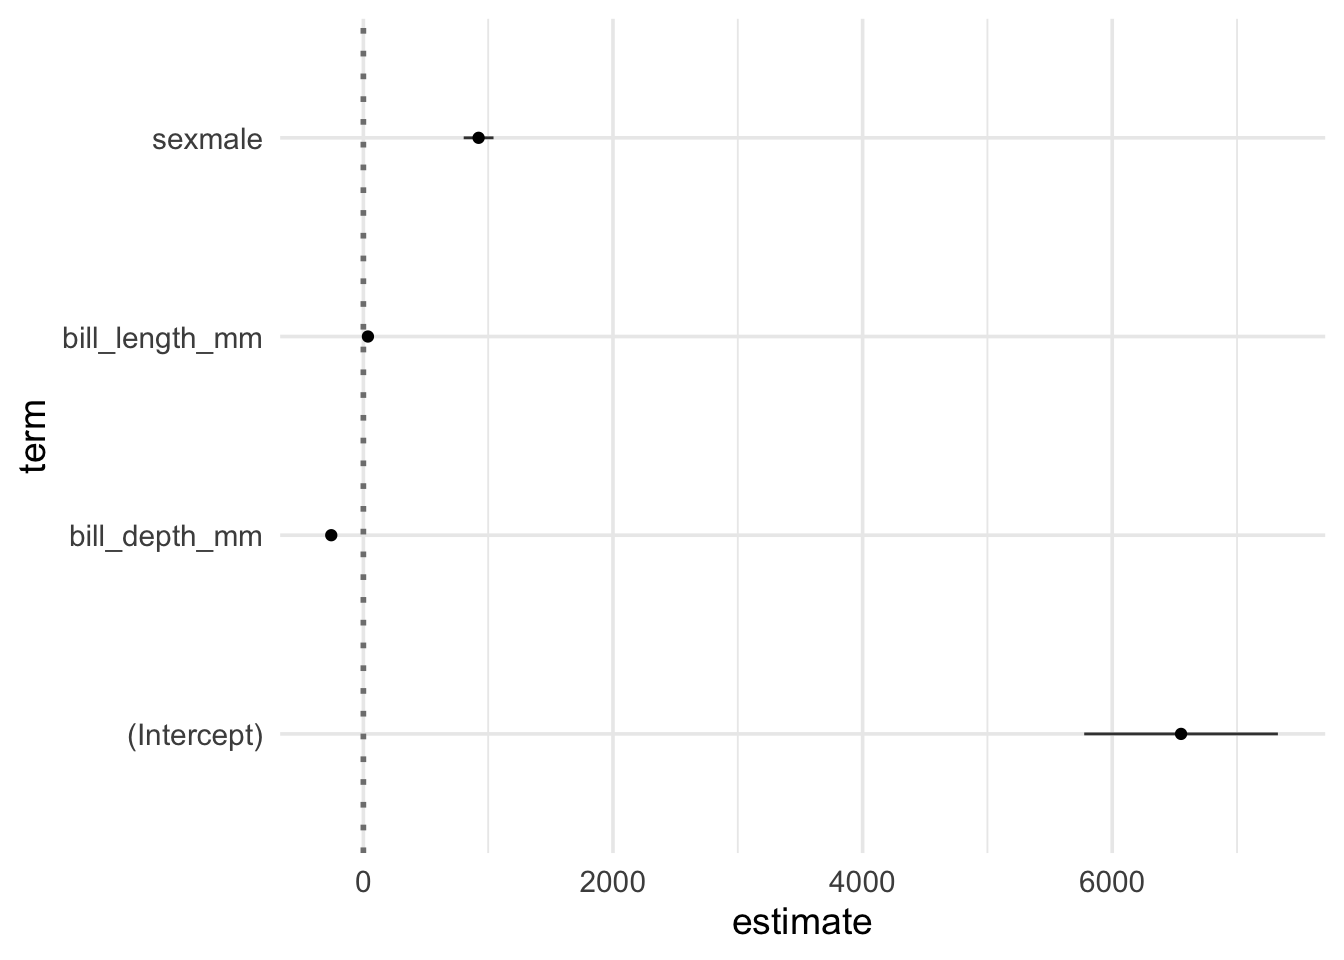 term
sexmale
bill_length_mm
bill_depth_mm
(Intercept)
0 2000 4000 6000
estimate